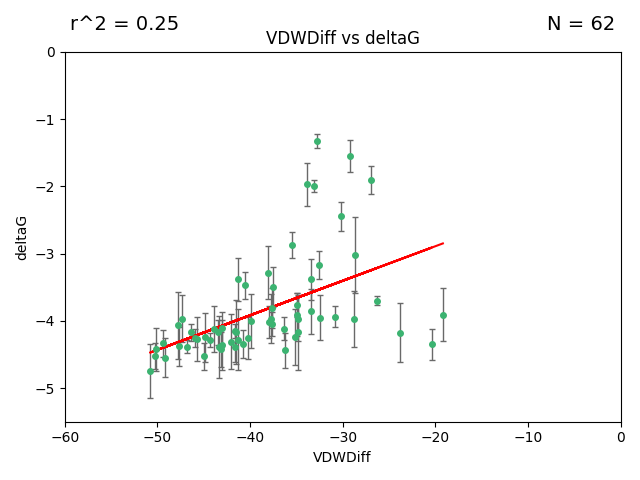 r^2 = 0.25
N = 62
VDWDiff vs deltaG
0
−1
−2
−3
−4
−5
deltaG
−60 −50 −40 −30 −20 −10 0
VDWDiff